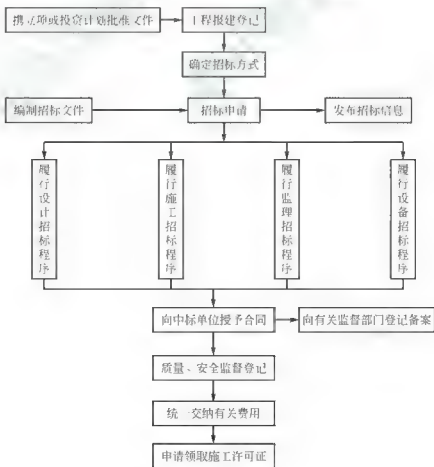 携立项或投资计划批准文件
工程报建登记
确定招标方式
编制招标文件
招标申请
发布招标信息
履行设计招标程序
履行施工招标程序
履行监理招标程序
履行设备招标程序
向中标单位授予合同
向有关监督部门登记备案
质量、安全监督登记
统一交纳有关费用
申请领取施工许可证